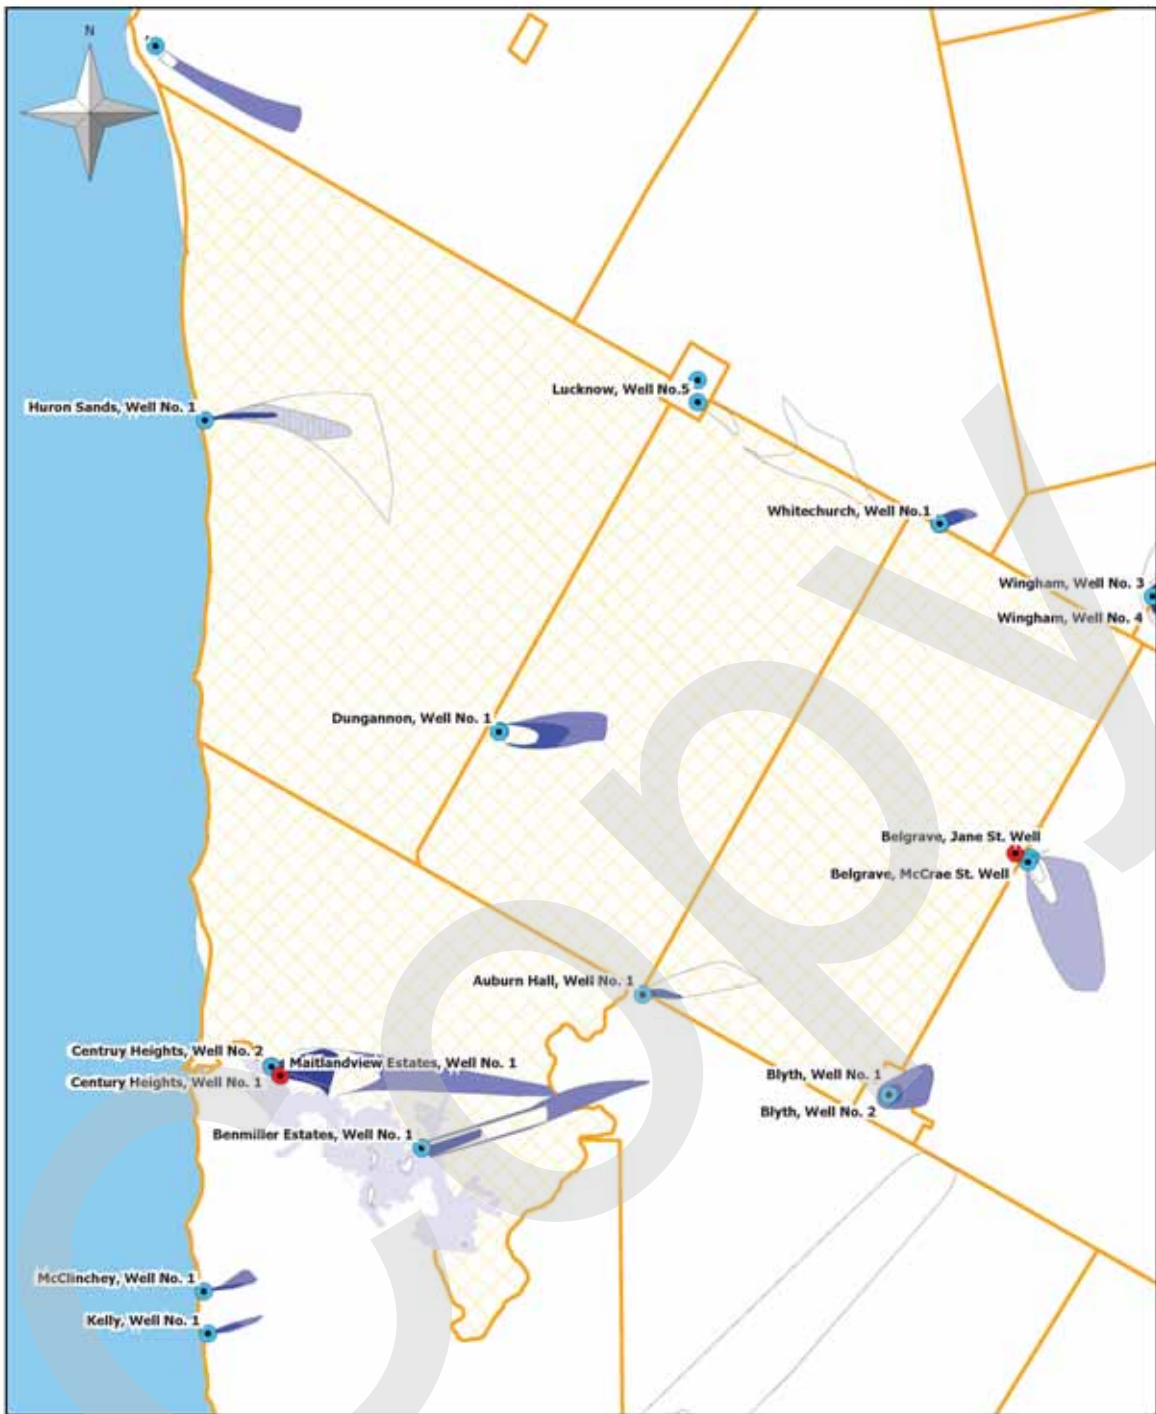 N
Huron Sands, Well No. 1
Lucknow, Well No.5
Whitechurch, Well No.1
Wingham, Well No. 3
Wingham, Well No. 4
Dungannon, Well No. 1
Belgrave, Jane St. Well
Belgrave, McCrae St. Well
Auburn Hall, Well No. 1
Centruy Heights, Well No. 2
Maitlandview Estates, Well No. 1
Century Heights, Well No. 1
Blyth, Well No. 1
Blyth, Well No. 2
Benmiller Estates, Well No. 1
McClinchey, Well No. 1
Kelly, Well No. 1
Copy